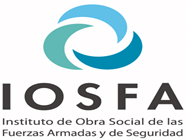 IOSFA
Instituto de Obra Social de las
Fuerzas Armadas y de Seguridad